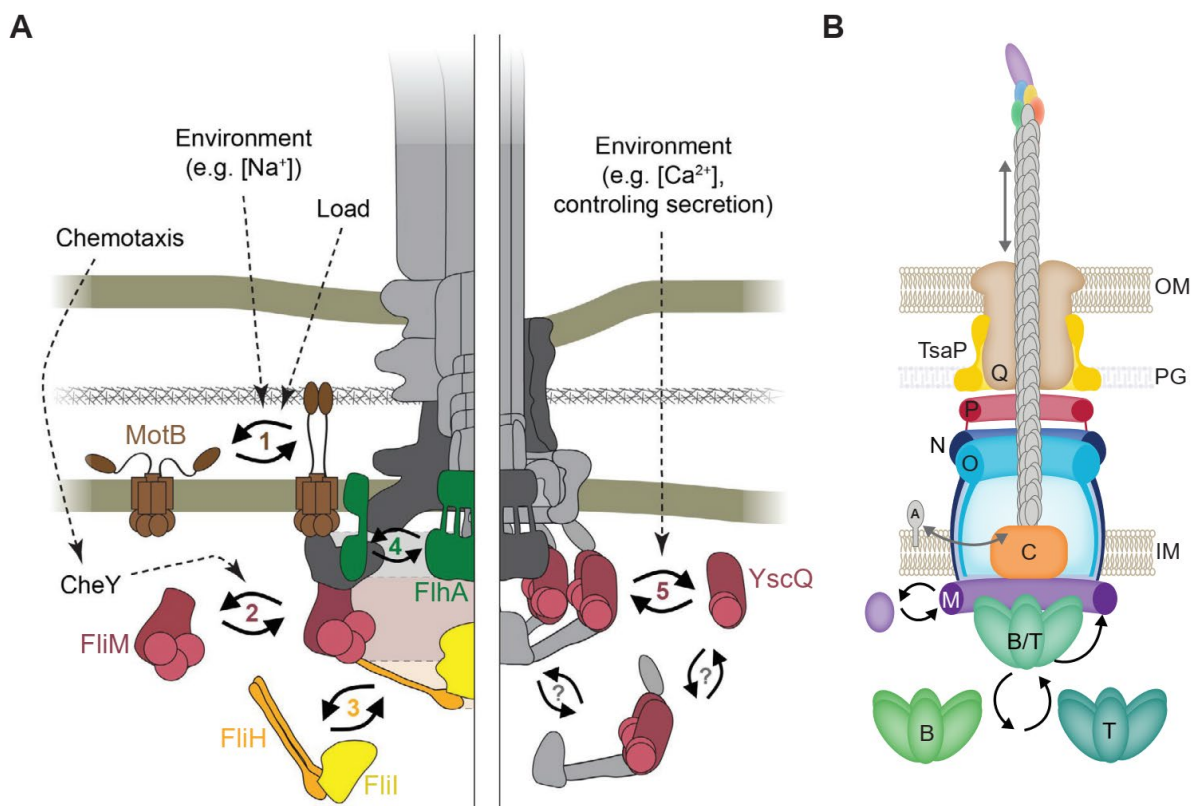 A
Environment
(e.g. [Na⁺])
Load
Chemotaxis
MotB
1
CheY
FliM
2
3
FliH
FliI
4
FlhA
Environment
(e.g. [Ca²⁺],
controling secretion)
5
YscQ
?
?
B
OM
TsaP
Q
PG
P
N
O
A
C
IM
M
B/T
B
T